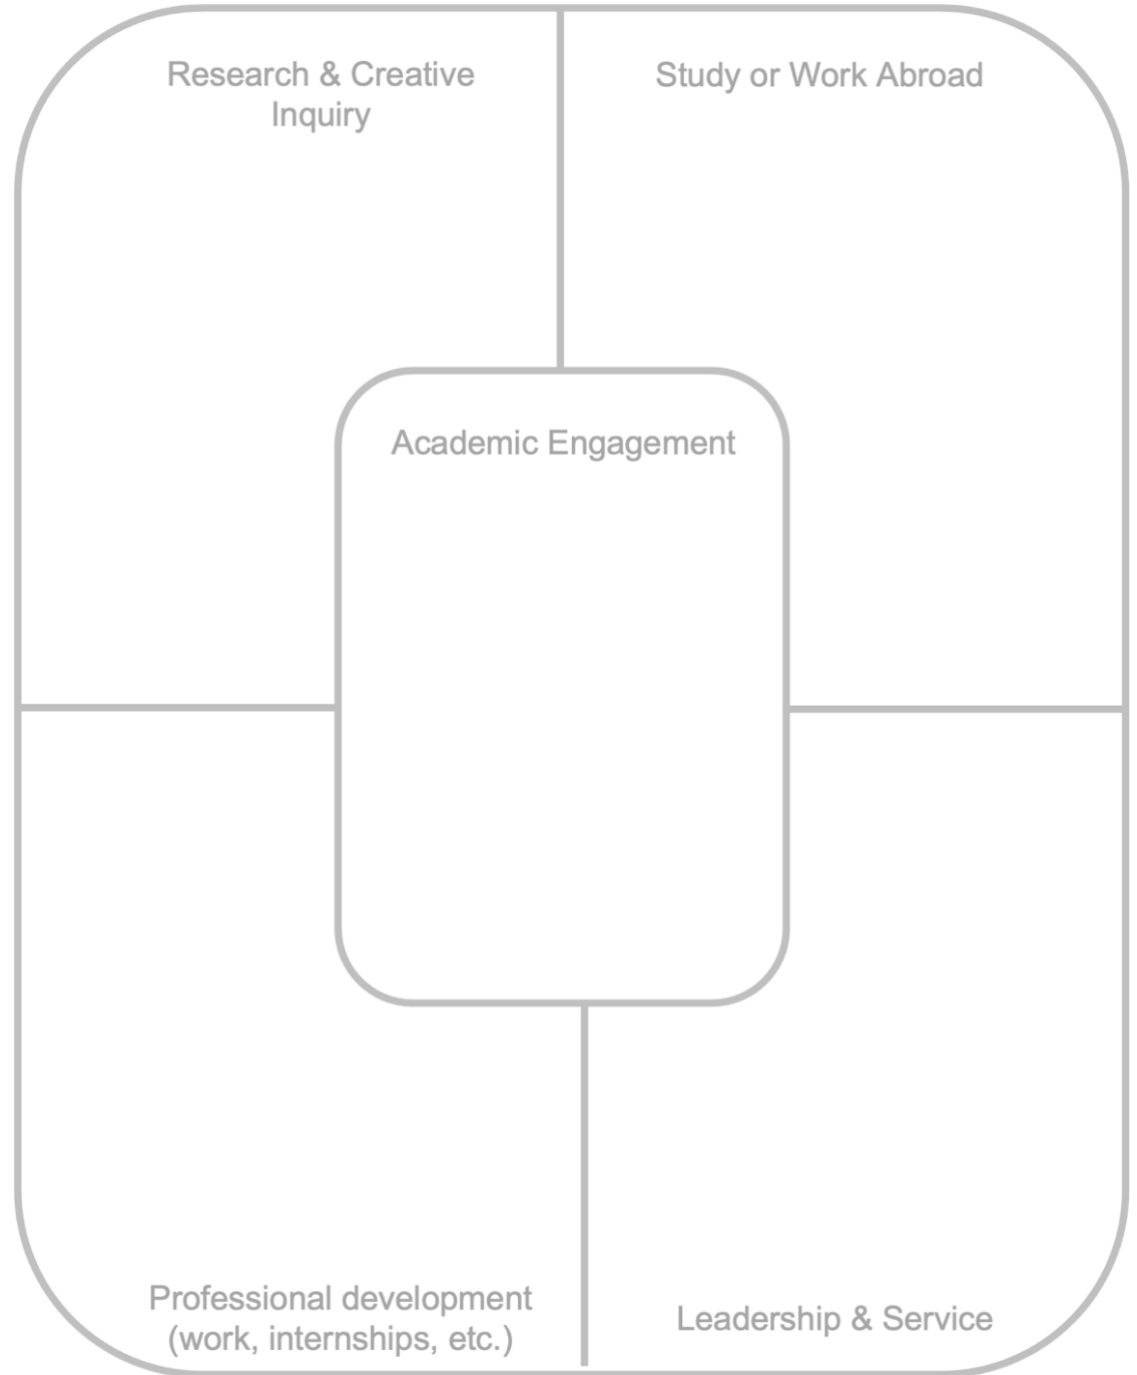 Research & Creative
Inquiry
Study or Work Abroad
Academic Engagement
Professional development
(work, internships, etc.)
Leadership & Service